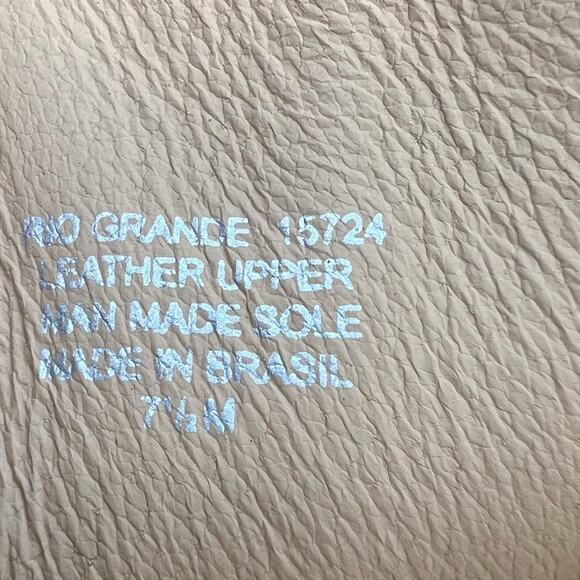 RIO GRANDE 15724
LEATHER UPPER
MAN MADE SOLE
MADE IN BRASIL
7½ M